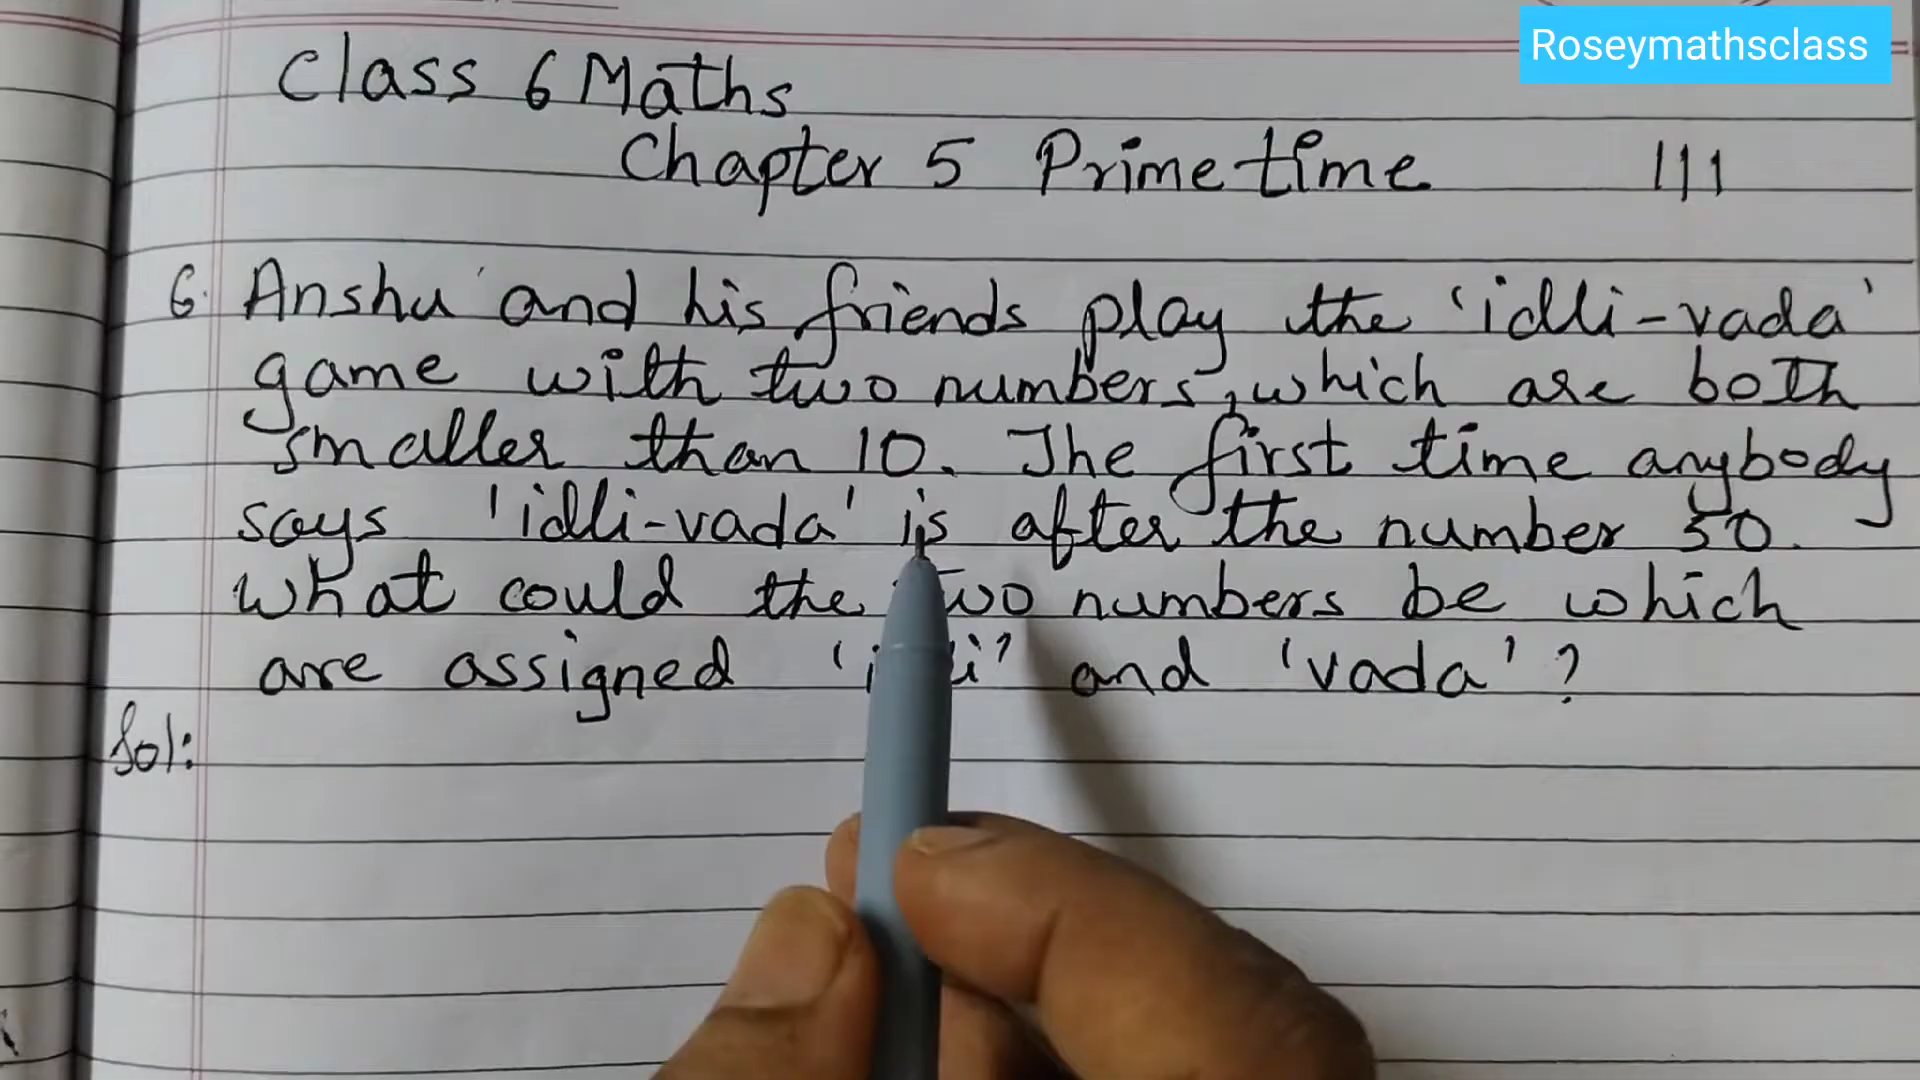 Roseymathsclass
Class 6 Maths
Chapter 5 Prime time 111
6. Anshu and his friends play the 'idli-vada'
game with two numbers, which are both
smaller than 10. The first time anybody
says 'idli-vada' is after the number 50.
What could the two numbers be which
are assigned 'i li' and 'vada'?
Sol: